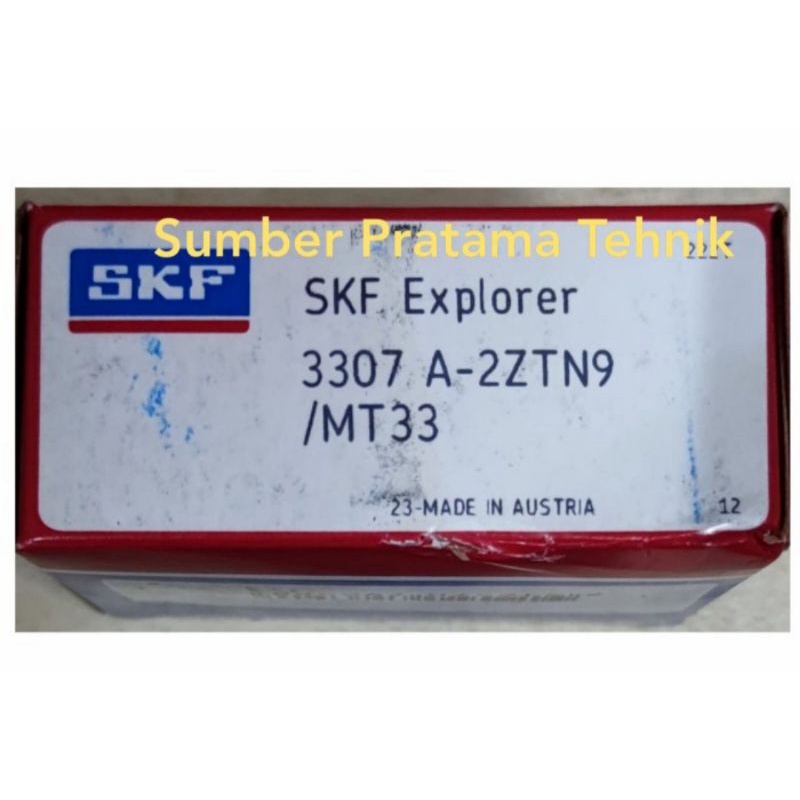 Sumber Pratama Tehnik
SKF
SKF Explorer
3307 A-2ZTN9
/MT33
23-MADE IN AUSTRIA
12